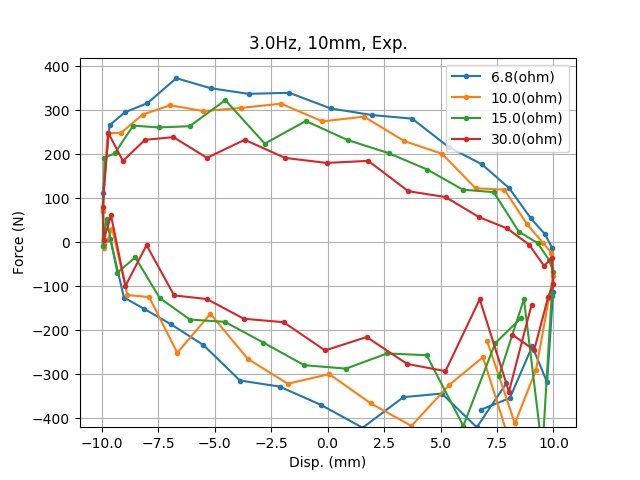 3.0Hz, 10mm, Exp.
6.8(ohm)
10.0(ohm)
15.0(ohm)
30.0(ohm)
Force (N)
400
300
200
100
0
−100
−200
−300
−400
−10.0 −7.5 −5.0 −2.5 0.0 2.5 5.0 7.5 10.0
Disp. (mm)